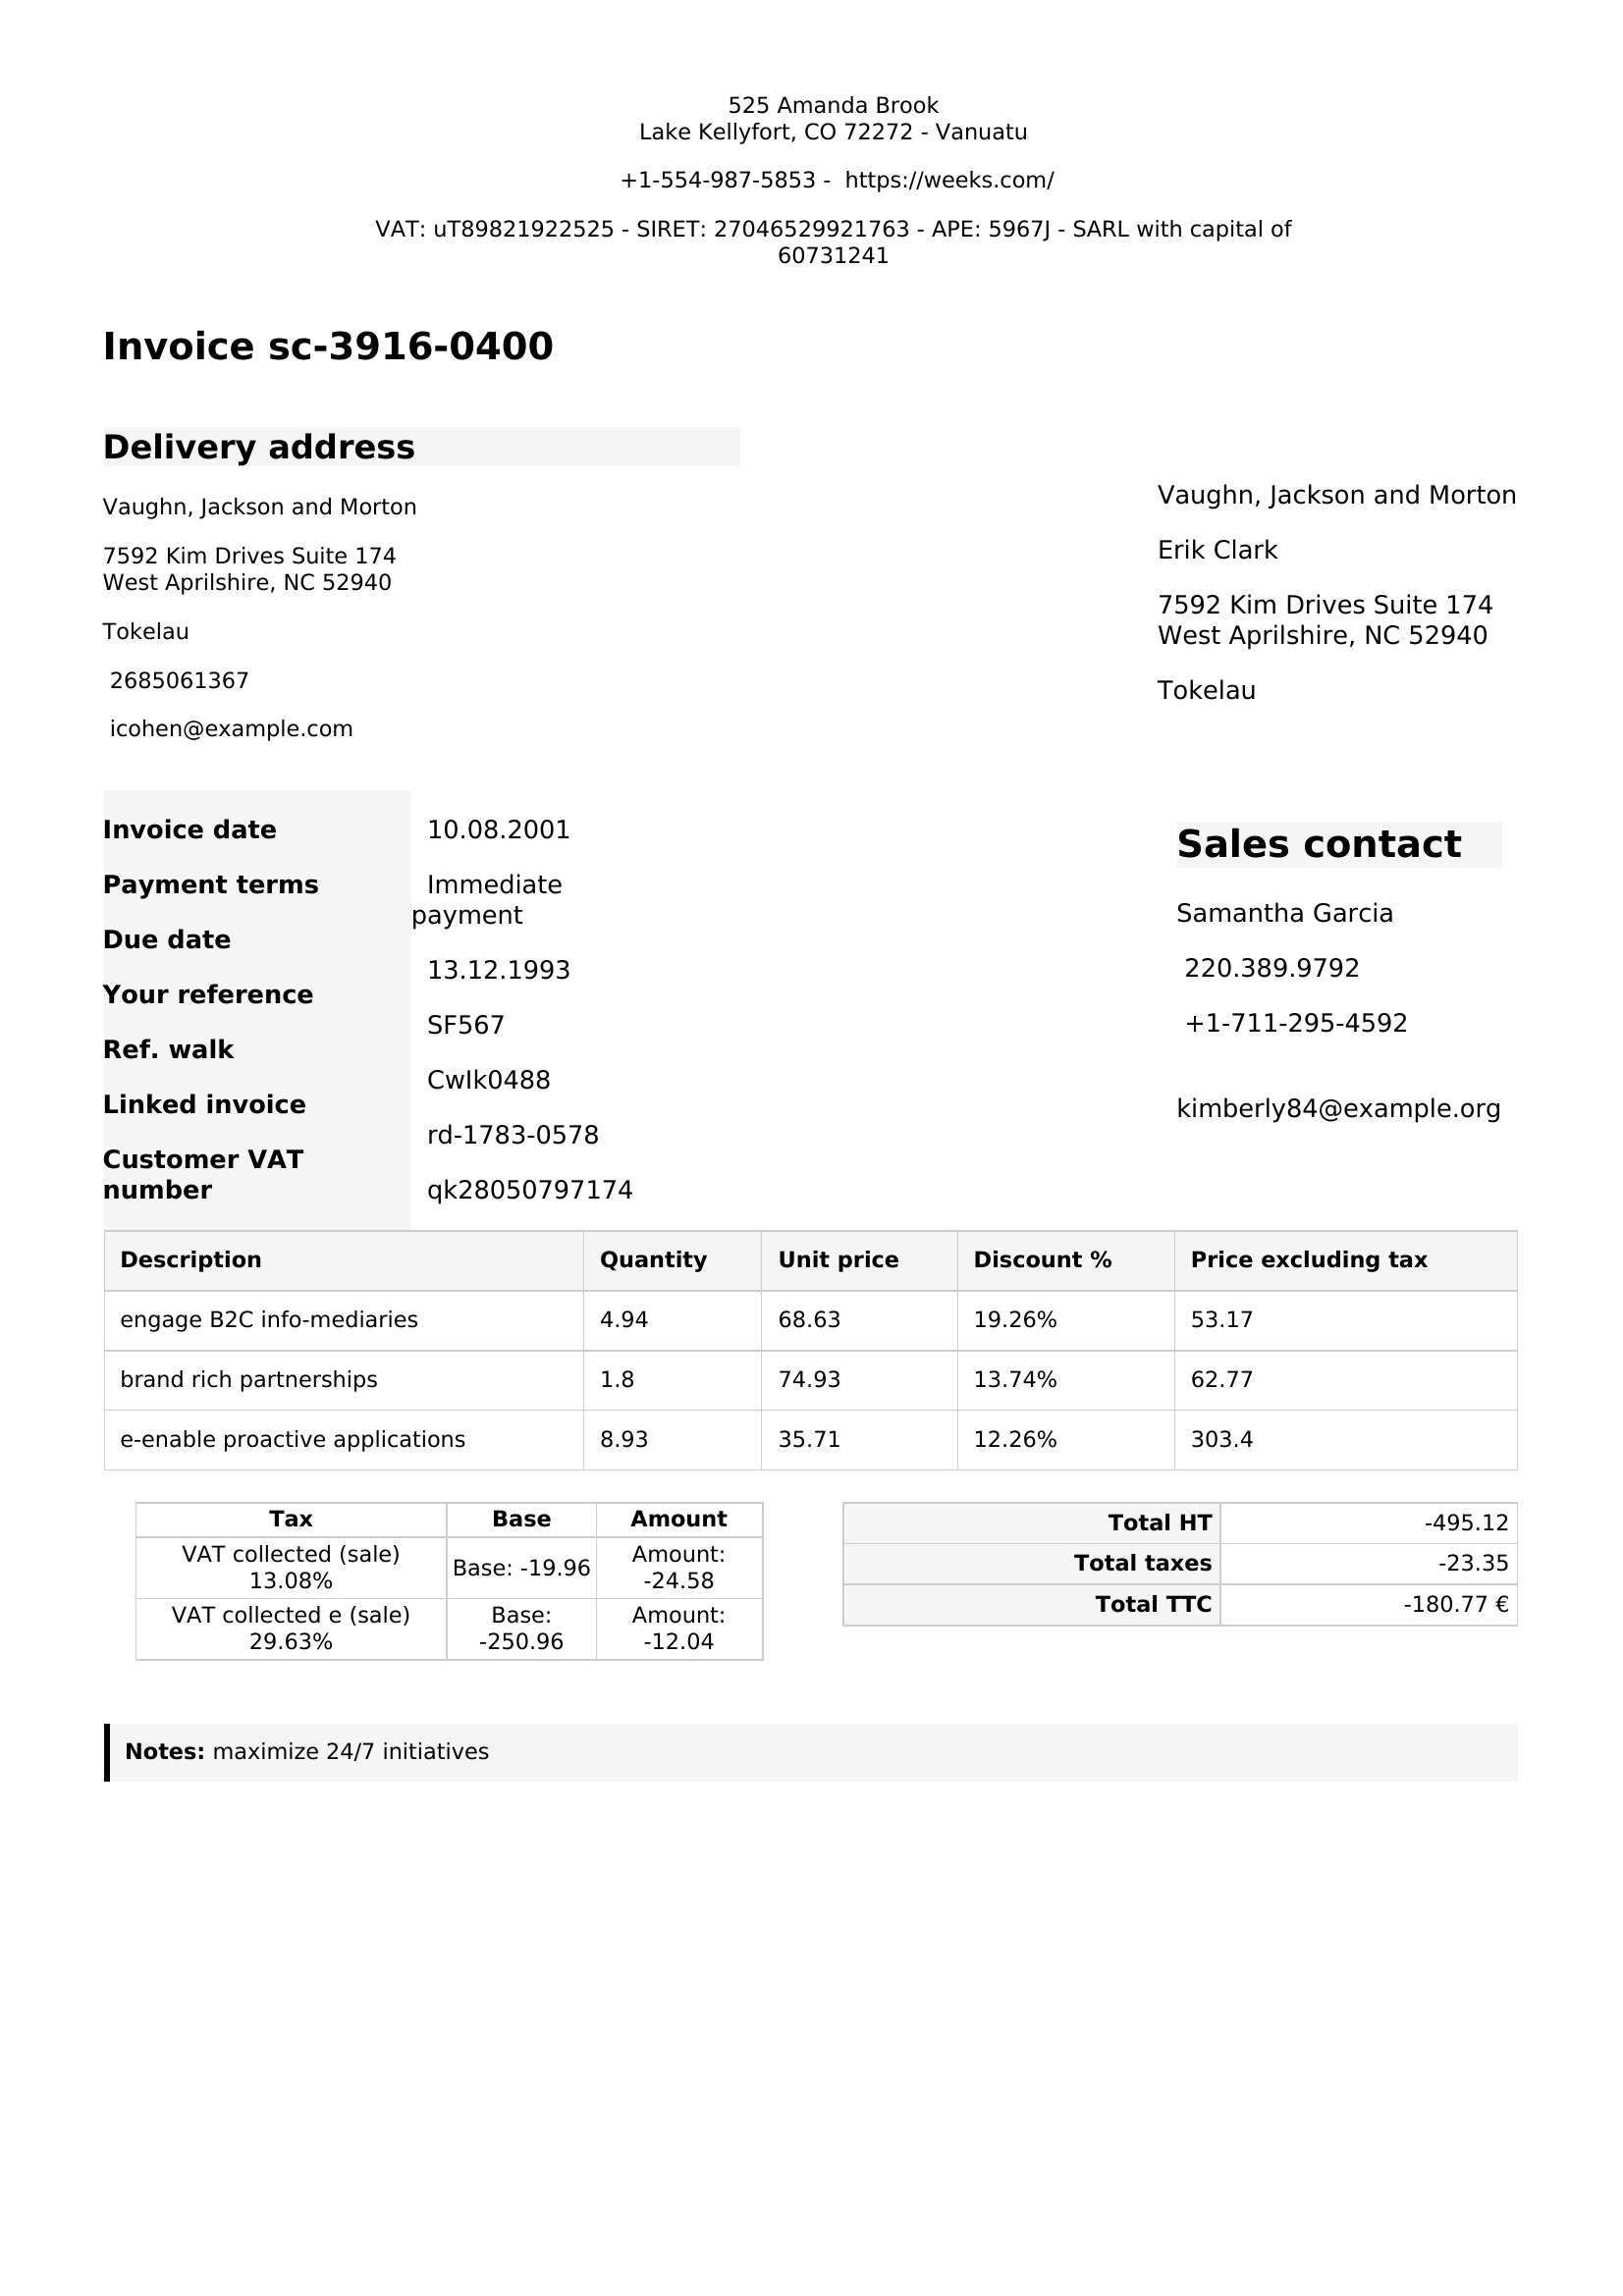 525 Amanda Brook
Lake Kellyfort, CO 72272 - Vanuatu
+1-554-987-5853 - https://weeks.com/
VAT: uT89821922525 - SIRET: 27046529921763 - APE: 5967J - SARL with capital of
60731241
Invoice sc-3916-0400
Delivery address
Vaughn, Jackson and Morton
7592 Kim Drives Suite 174
West Aprilshire, NC 52940
Tokelau
2685061367
icohen@example.com
Vaughn, Jackson and Morton
Erik Clark
7592 Kim Drives Suite 174
West Aprilshire, NC 52940
Tokelau
Invoice date
Payment terms
Due date
Your reference
Ref. walk
Linked invoice
Customer VAT
number
10.08.2001
Immediate
payment
13.12.1993
SF567
CwIk0488
rd-1783-0578
qk28050797174
Sales contact
Samantha Garcia
220.389.9792
+1-711-295-4592
kimberly84@example.org
Description Quantity Unit price Discount % Price excluding tax
engage B2C info-mediaries 4.94 68.63 19.26% 53.17
brand rich partnerships 1.8 74.93 13.74% 62.77
e-enable proactive applications 8.93 35.71 12.26% 303.4
Tax Base Amount
VAT collected (sale)
13.08%
Base: -19.96
Amount:
-24.58
VAT collected e (sale)
29.63%
Base:
-250.96
Amount:
-12.04
Total HT -495.12
Total taxes -23.35
Total TTC -180.77 €
Notes: maximize 24/7 initiatives